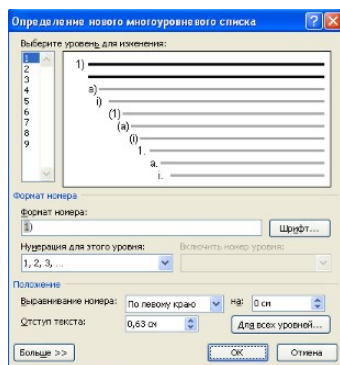 Определение нового многоуровневого списка
Выберите уровень для изменения:
1
2
3
4
5
6
7
8
9
1)
a)
i)
(1)
(a)
(i)
1.
a.
i.
Формат номера
Формат номера:
1)
Шрифт...
Нумерация для этого уровня:
Включить номер уровня:
1, 2, 3, ...
Положение
Выравнивание номера:
По левому краю
на:
0 см
Отступ текста:
0,63 см
Для всех уровней...
Больше >>
ОК
Отмена